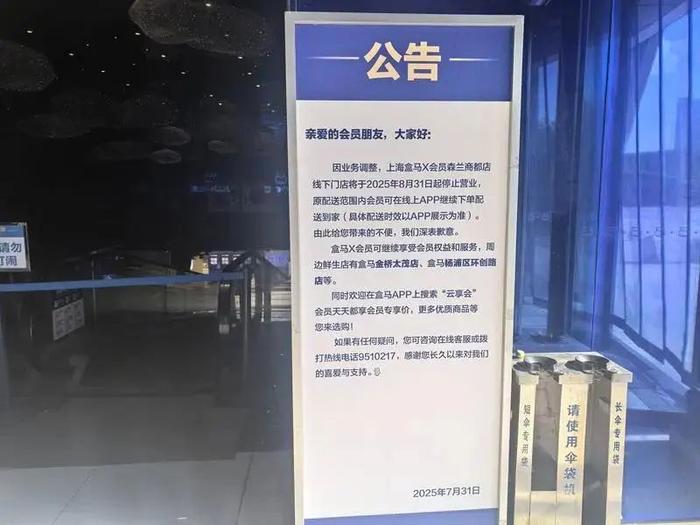 公告
亲爱的会员朋友，大家好：
因业务调整，上海盒马X会员森兰商都店
线下门店将于2025年8月31日起停止营业，
原配送范围内会员可在线上APP继续下单配
送到家（具体配送时效以APP展示为准）。
由此给您带来的不便，我们深表歉意。
盒马X会员可继续享受会员权益和服务，周
边鲜生店有盒马金桥太茂店、盒马杨浦区环创路
店等。
同时欢迎在盒马APP上搜索“云享会”
会员天天都享会员专享价，更多优质商品等
您来选购！
如果有任何疑问，您可咨询在线客服或拨
打热线电话9510217，感谢您长久以来对我们
的喜爱与支持。
2025年7月31日
请勿
打闹
短伞专用袋
请使用伞袋机
长伞专用袋